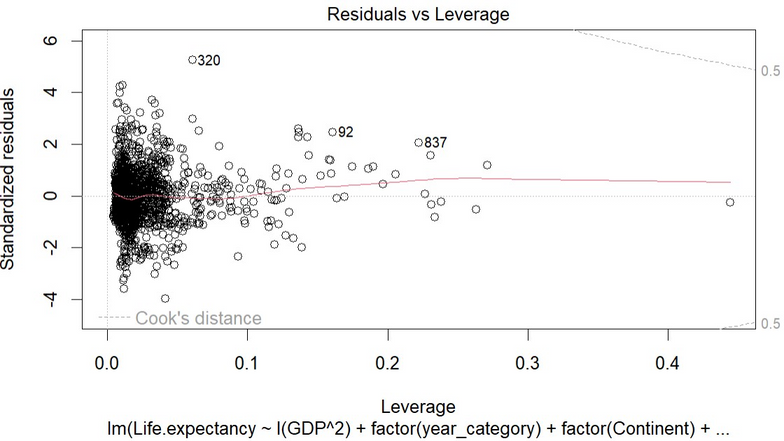 Residuals vs Leverage
6
4
2
0
-2
-4
Standardized residuals
320
92
837
0.5
0.5
Cook's distance
0.0 0.1 0.2 0.3 0.4
Leverage
lm(Life.expectancy ~ I(GDP^2) + factor(year_category) + factor(Continent) + ...